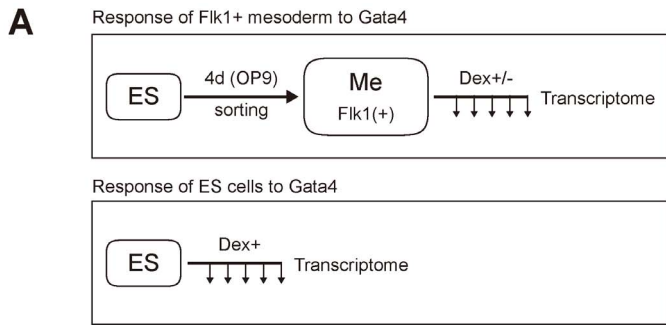 A
Response of Flk1+ mesoderm to Gata4
ES
4d (OP9)
sorting
Me
Flk1(+)
Dex+/-
Transcriptome
Response of ES cells to Gata4
ES
Dex+
Transcriptome